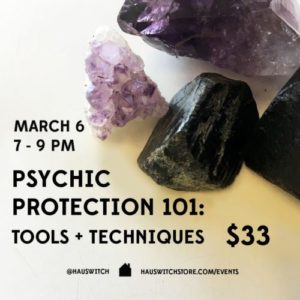 MARCH 6
7 - 9 PM
PSYCHIC
PROTECTION 101:
TOOLS + TECHNIQUES $33
@HAUSWITCH HAUSWITCHSTORE.COM/EVENTS